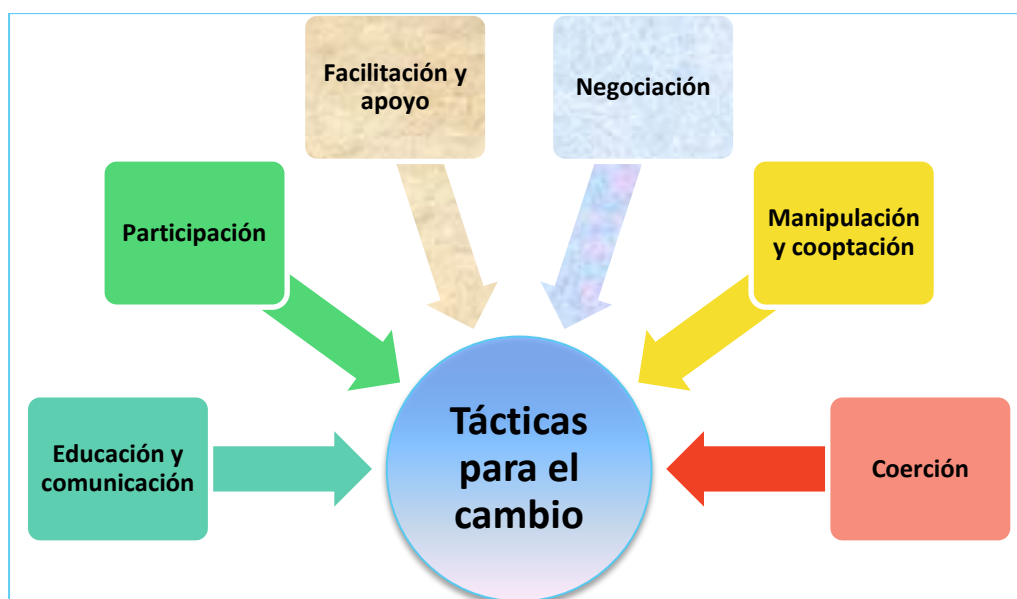 Facilitación y
apoyo
Negociación
Participación
Manipulación
y cooptación
Educación y
comunicación
Tácticas
para el
cambio
Coerción